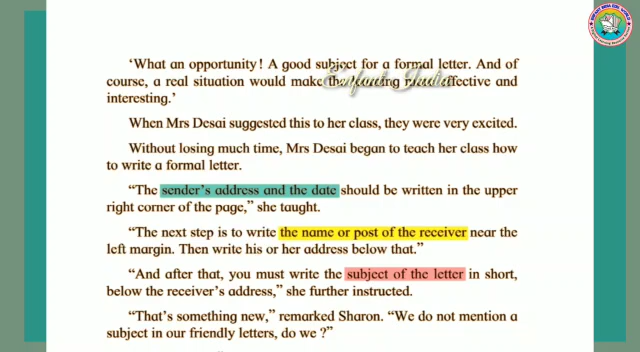 'What an opportunity! A good subject for a formal letter. And of
course, a real situation would make the learning more effective and
interesting.'
When Mrs Desai suggested this to her class, they were very excited.
Without losing much time, Mrs Desai began to teach her class how
to write a formal letter.
"The sender's address and the date should be written in the upper
right corner of the page," she taught.
"The next step is to write the name or post of the receiver near the
left margin. Then write his or her address below that."
"And after that, you must write the subject of the letter in short,
below the receiver's address," she further instructed.
"That's something new," remarked Sharon. "We do not mention a
subject in our friendly letters, do we ?"